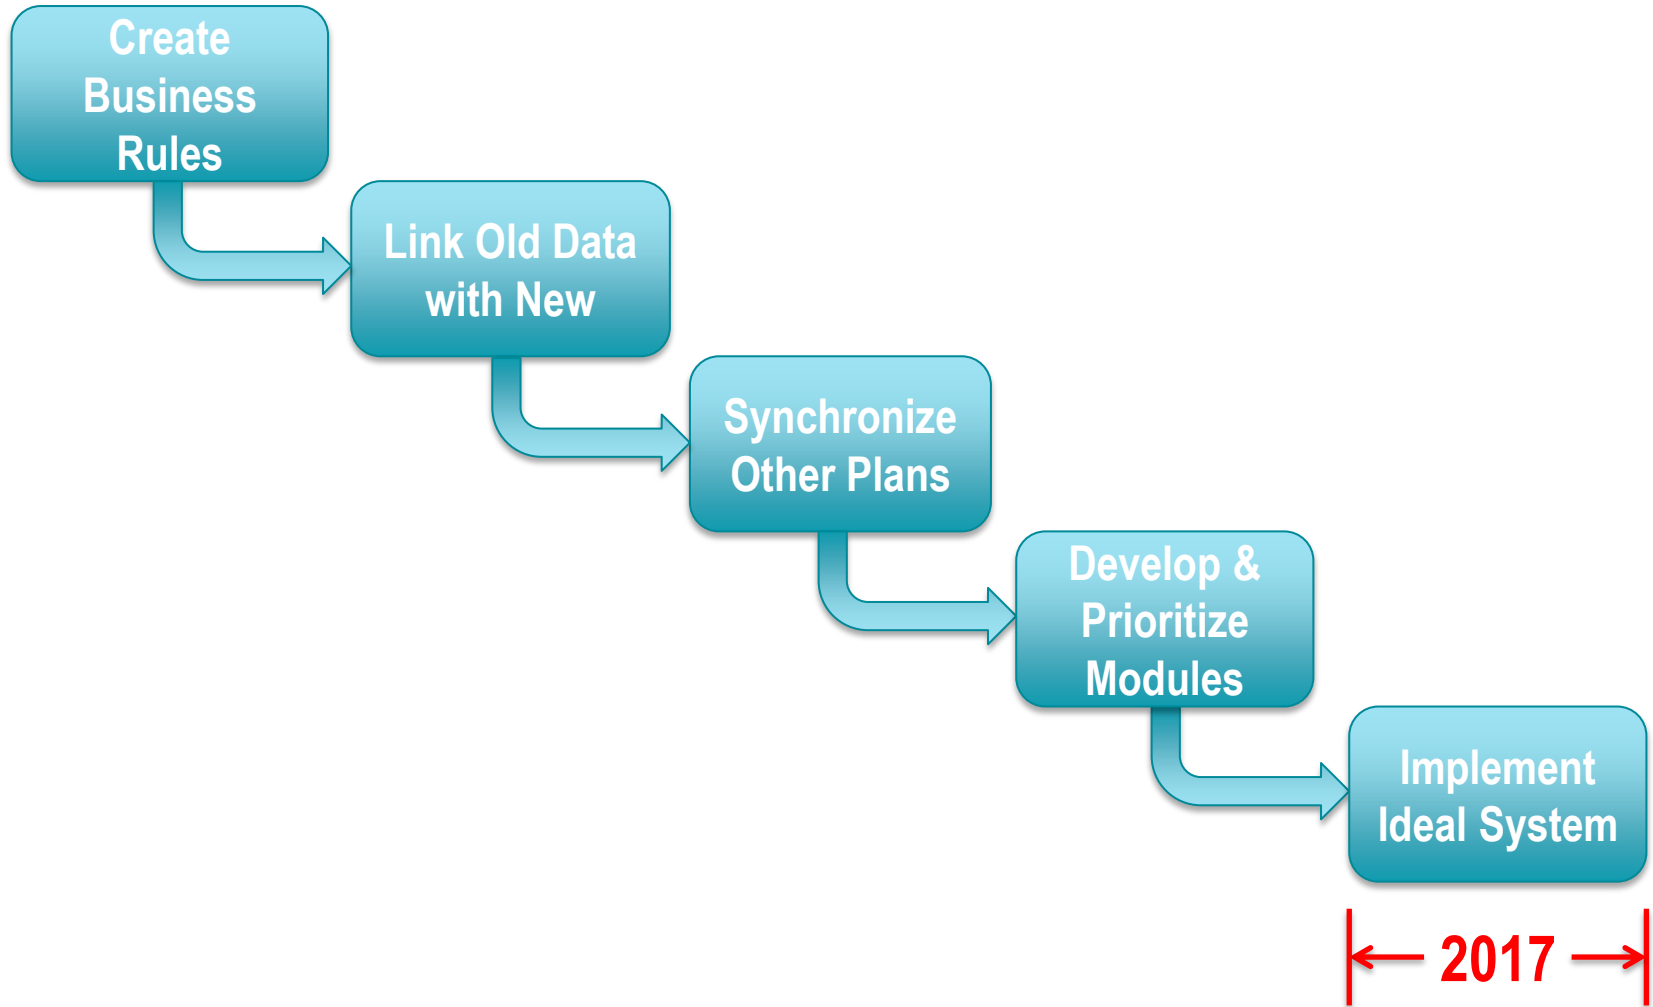 Create
Business
Rules
Link Old Data
with New
Synchronize
Other Plans
Develop &
Prioritize
Modules
Implement
Ideal System
2017